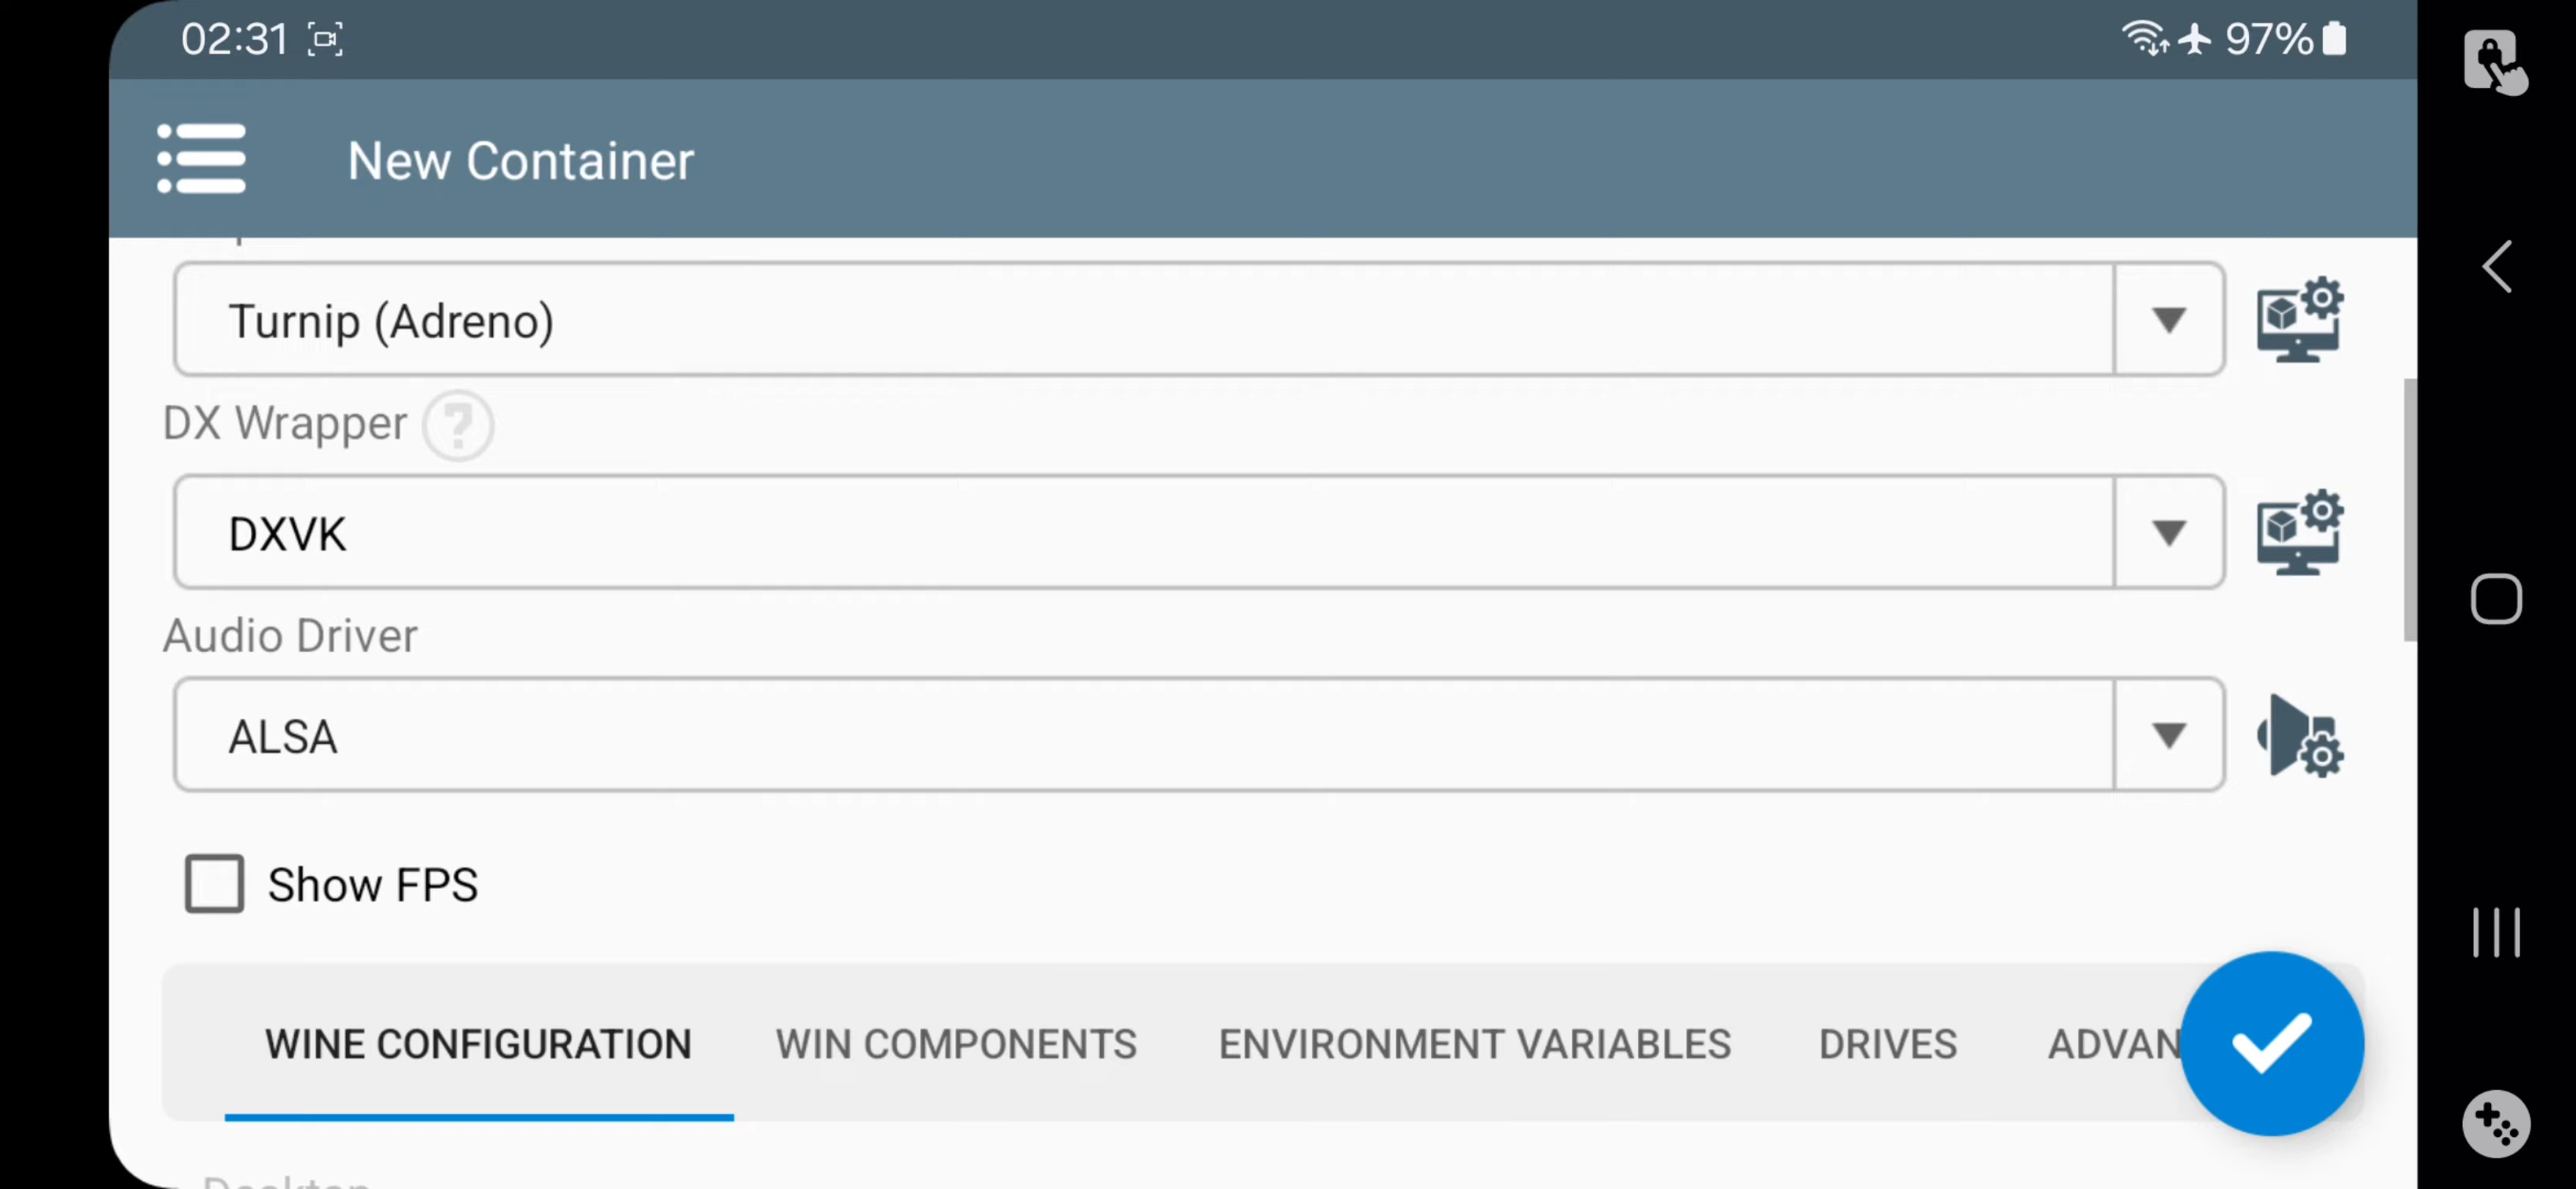 02:31
97%
New Container
Turnip (Adreno)
DX Wrapper ?
DXVK
Audio Driver
ALSA
Show FPS
WINE CONFIGURATION WIN COMPONENTS ENVIRONMENT VARIABLES DRIVES ADVAN